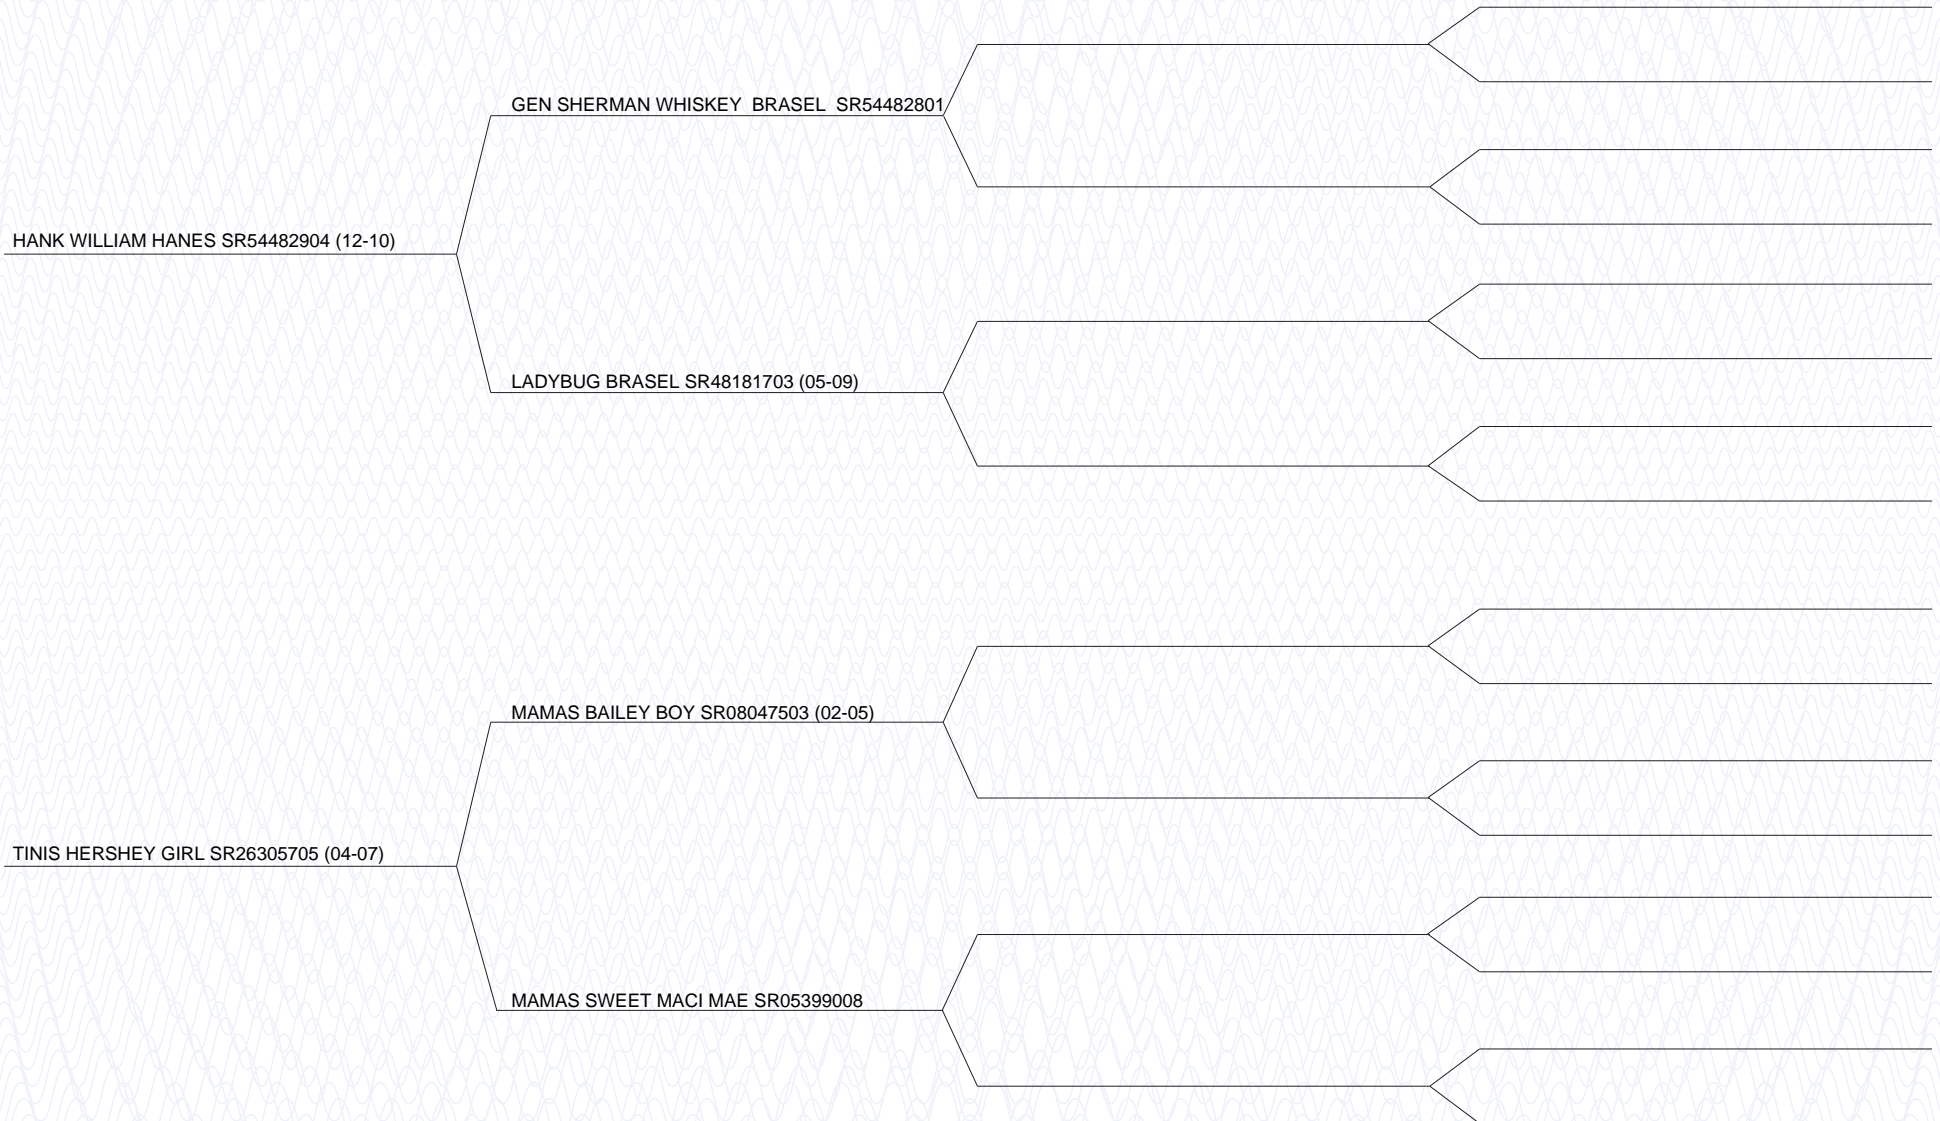 GEN SHERMAN WHISKEY  BRASEL  SR54482801
HANK WILLIAM HANES SR54482904 (12-10)
LADYBUG BRASEL SR48181703 (05-09)
MAMAS BAILEY BOY SR08047503 (02-05)
TINIS HERSHEY GIRL SR26305705 (04-07)
MAMAS SWEET MACI MAE SR05399008